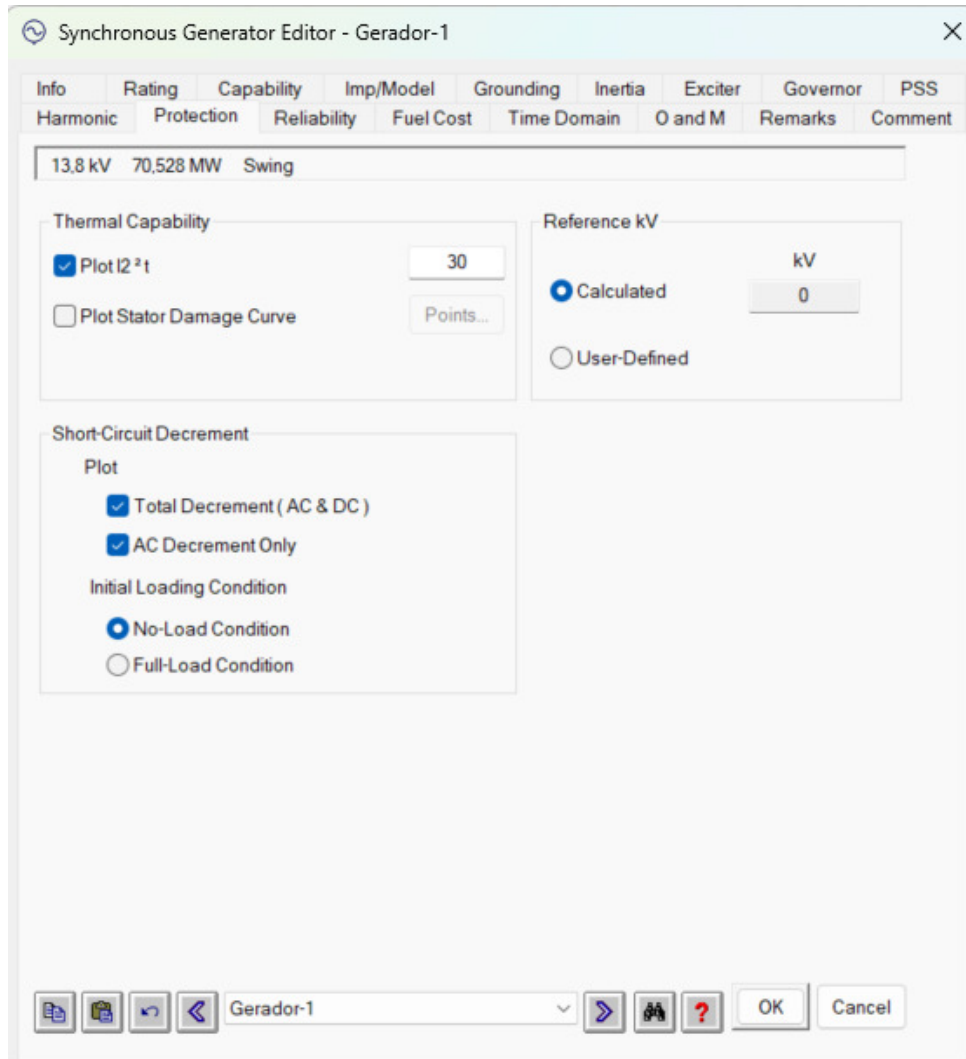 Synchronous Generator Editor - Gerador-1
Info Rating Capability Imp/Model Grounding Inertia Exciter Governor PSS
Harmonic Protection Reliability Fuel Cost Time Domain O and M Remarks Comment
13,8 kV 70,528 MW Swing
Thermal Capability
Plot I2 ² t 30
Plot Stator Damage Curve Points...
Reference kV
kV
Calculated 0
User-Defined
Short-Circuit Decrement
Plot
Total Decrement ( AC & DC )
AC Decrement Only
Initial Loading Condition
No-Load Condition
Full-Load Condition
Gerador-1 ? OK Cancel